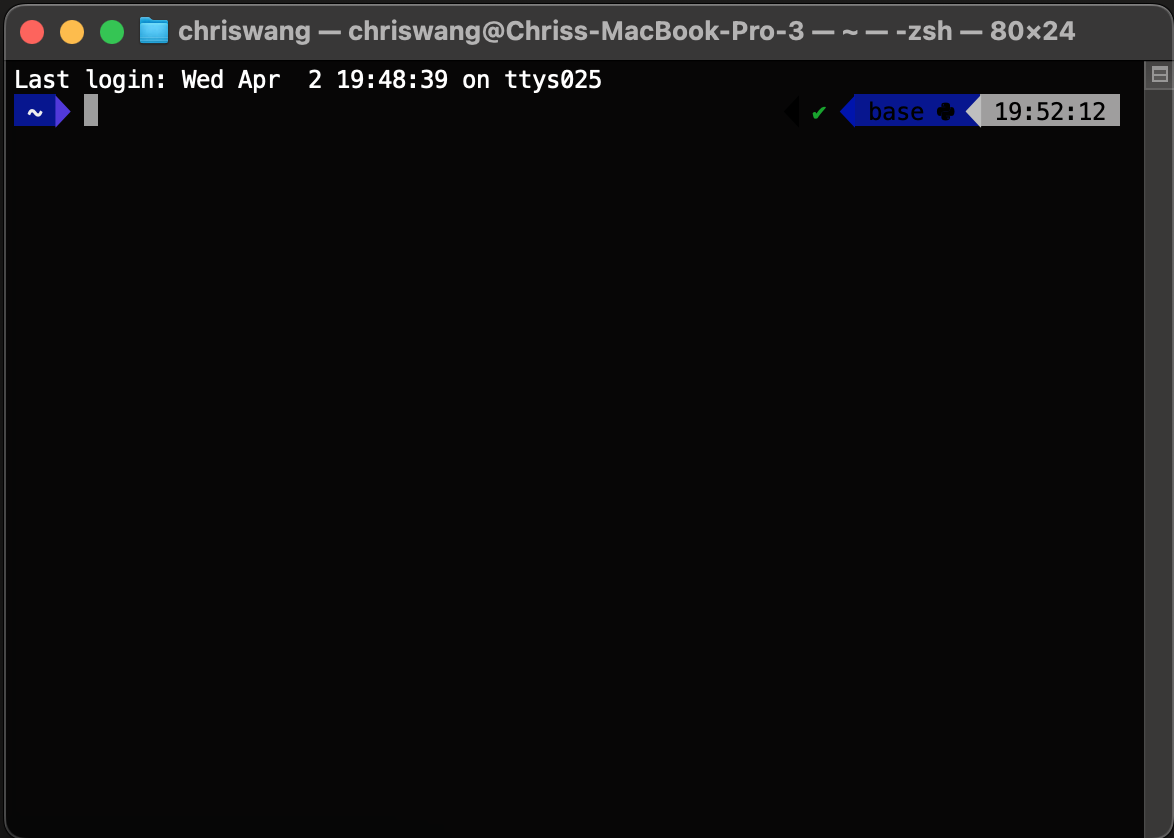 chriswang — chriswang@Chriss-MacBook-Pro-3 — ~ — -zsh — 80×24
Last login: Wed Apr  2 19:48:39 on ttys025
~ ✔ base 19:52:12